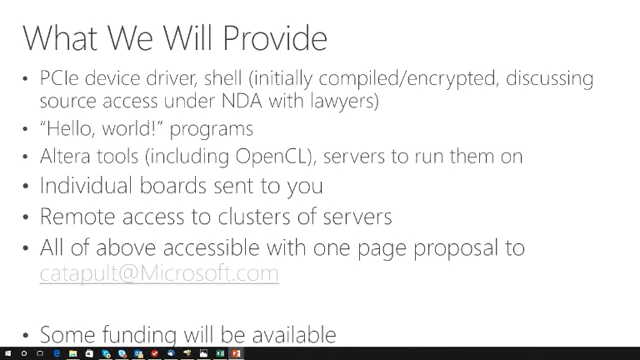 What We Will Provide
• PCIe device driver, shell (initially compiled/encrypted, discussing
source access under NDA with lawyers)
• “Hello, world!” programs
• Altera tools (including OpenCL), servers to run them on
• Individual boards sent to you
• Remote access to clusters of servers
• All of above accessible with one page proposal to
catapult@Microsoft.com
• Some funding will be available